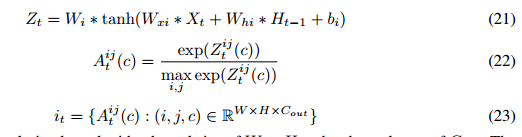 Z_t = W_i * tanh(W_{xi} * X_t + W_{hi} * H_{t-1} + b_i) (21)
A_t^{ij}(c) = \frac{exp(Z_t^{ij}(c))}{\max_{i,j} exp(Z_t^{ij}(c))} (22)
i_t = {A_t^{ij}(c) : (i, j, c) ∈ ℝ^{W×H×C_{out}}} (23)